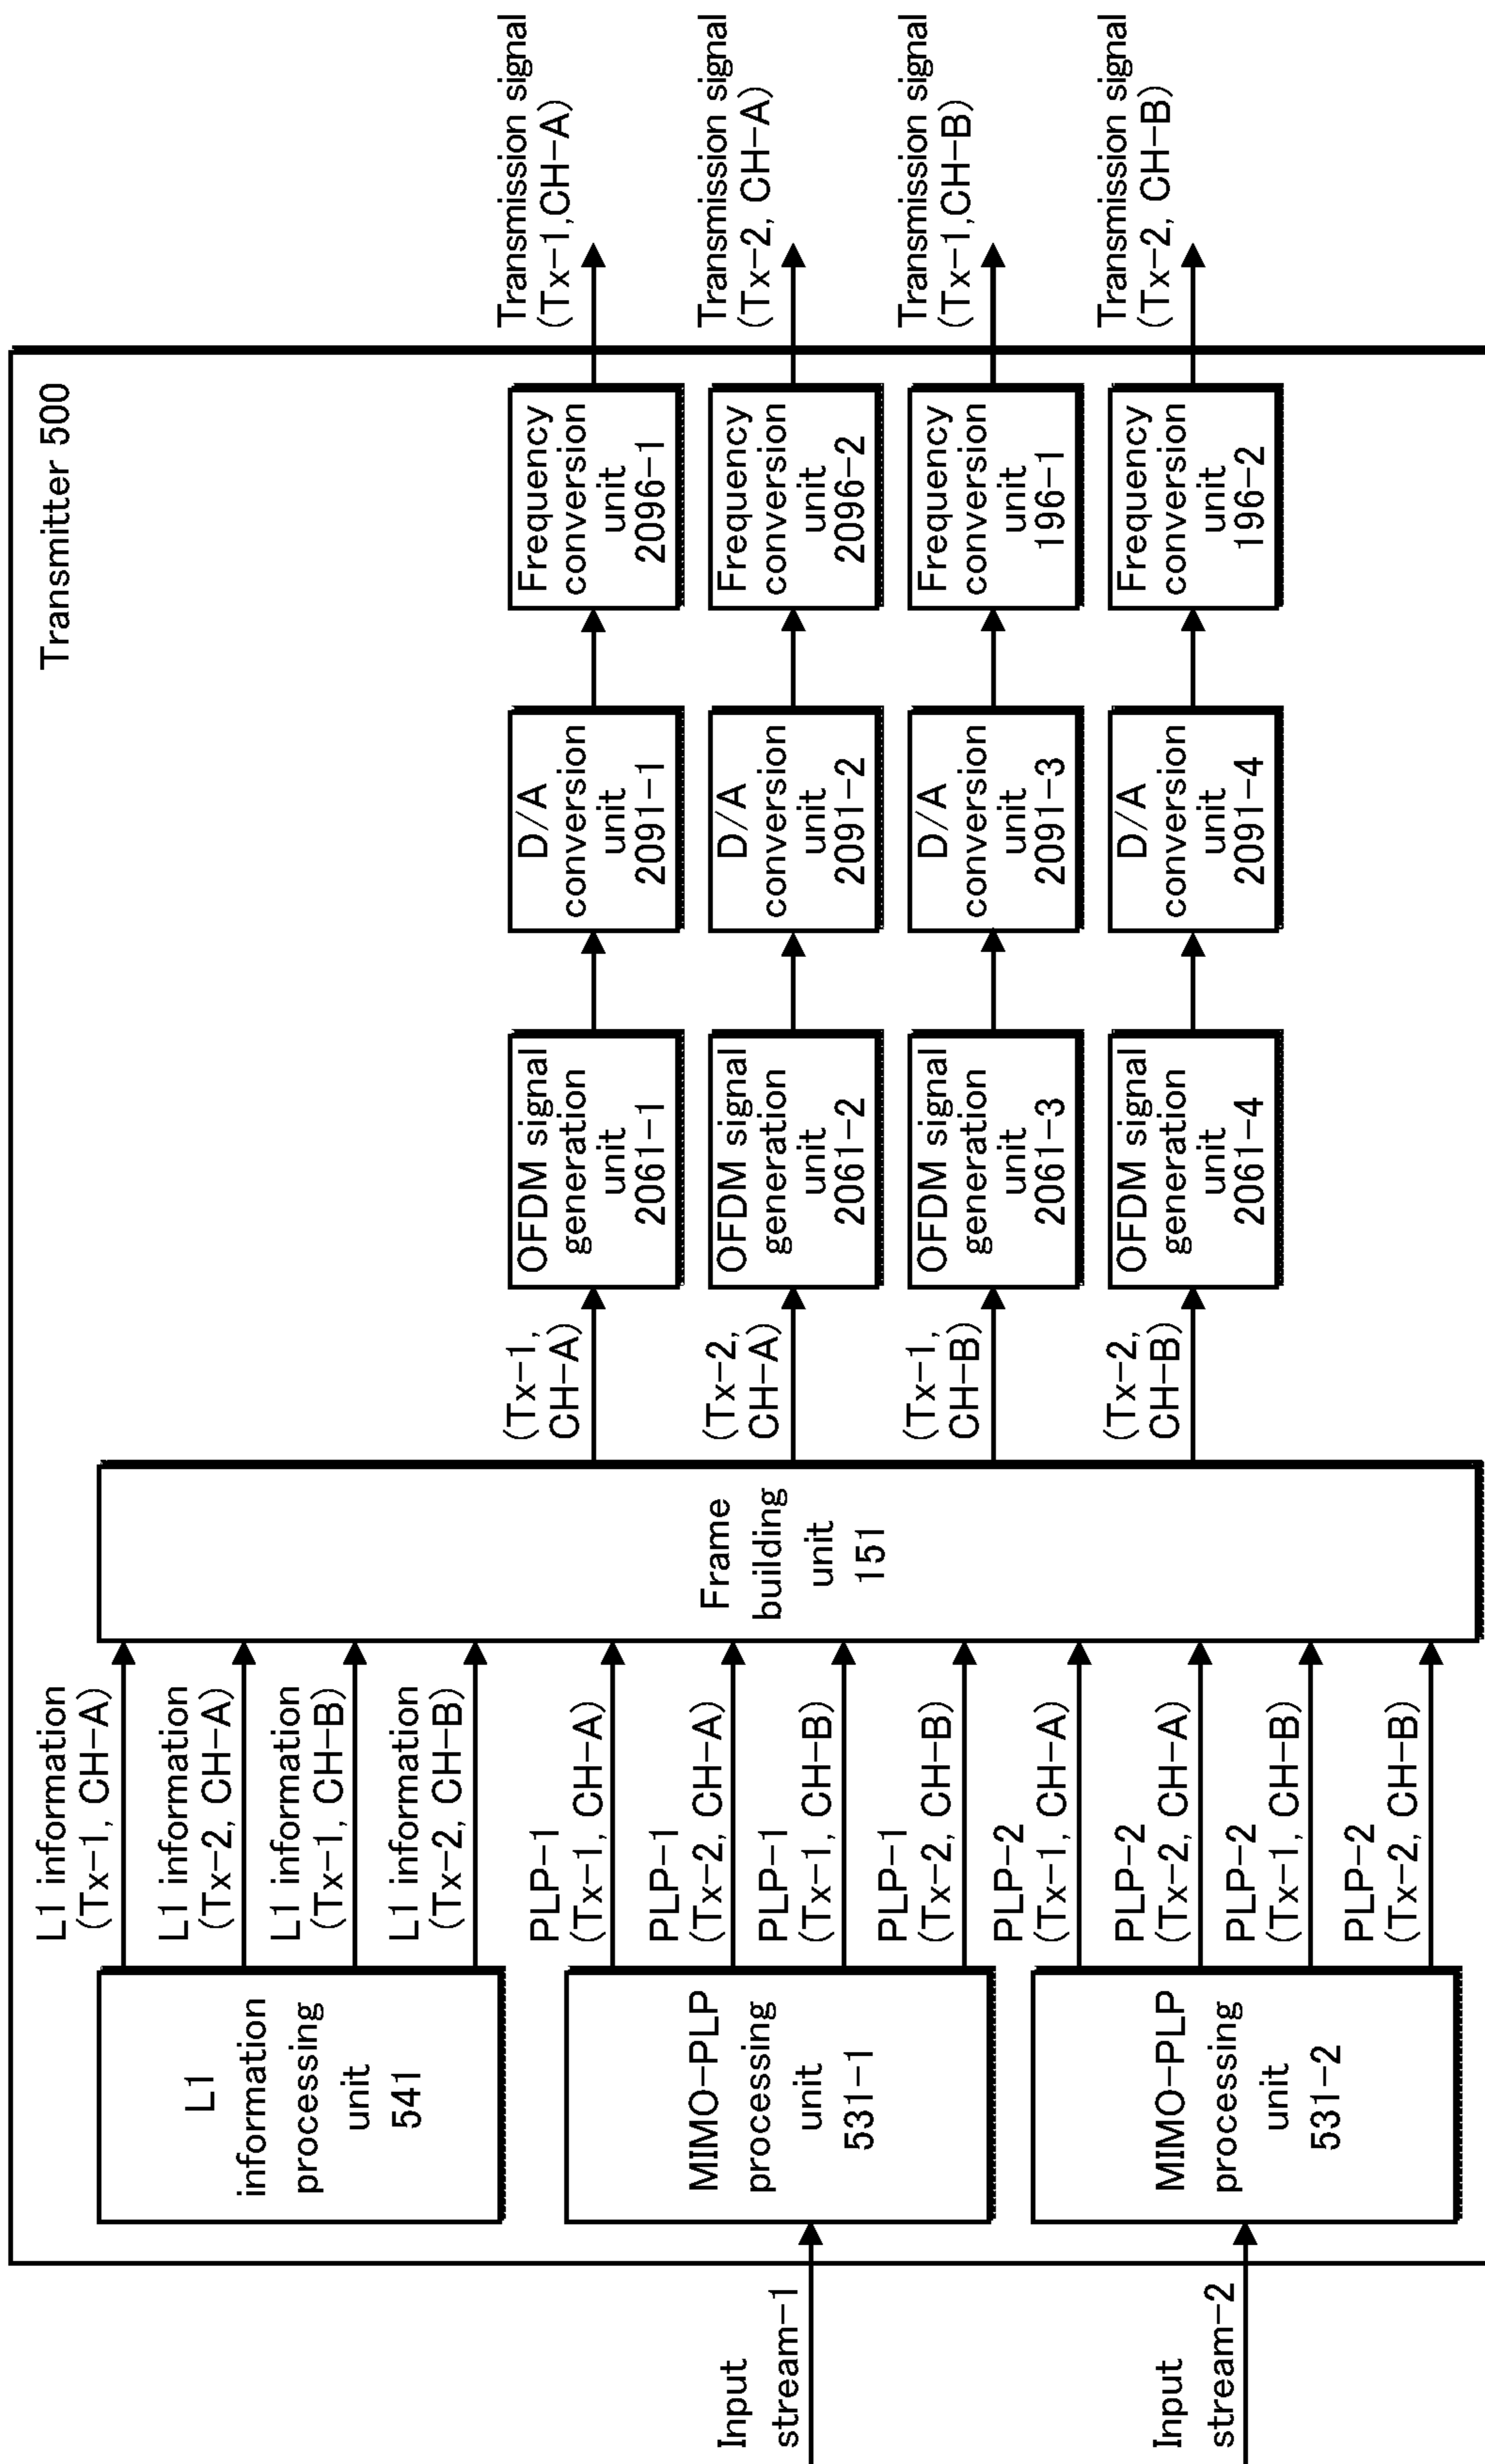 Transmitter 500
Input
stream-1
Input
stream-2
L1
information
processing
unit
541
MIMO-PLP
processing
unit
531-1
MIMO-PLP
processing
unit
531-2
L1 information
(Tx-1, CH-A)
L1 information
(Tx-2, CH-A)
L1 information
(Tx-1, CH-B)
L1 information
(Tx-2, CH-B)
PLP-1
(Tx-1, CH-A)
PLP-1
(Tx-2, CH-A)
PLP-1
(Tx-1, CH-B)
PLP-1
(Tx-2, CH-B)
PLP-2
(Tx-1, CH-A)
PLP-2
(Tx-2, CH-A)
PLP-2
(Tx-1, CH-B)
PLP-2
(Tx-2, CH-B)
Frame
building
unit
151
(Tx-1,
CH-A)
(Tx-2,
CH-A)
(Tx-1,
CH-B)
(Tx-2,
CH-B)
OFDM signal
generation
unit
2061-1
OFDM signal
generation
unit
2061-2
OFDM signal
generation
unit
2061-3
OFDM signal
generation
unit
2061-4
D/A
conversion
unit
2091-1
D/A
conversion
unit
2091-2
D/A
conversion
unit
2091-3
D/A
conversion
unit
2091-4
Frequency
conversion
unit
2096-1
Frequency
conversion
unit
2096-2
Frequency
conversion
unit
196-1
Frequency
conversion
unit
196-2
Transmission signal
(Tx-1,CH-A)
Transmission signal
(Tx-2, CH-A)
Transmission signal
(Tx-1,CH-B)
Transmission signal
(Tx-2, CH-B)